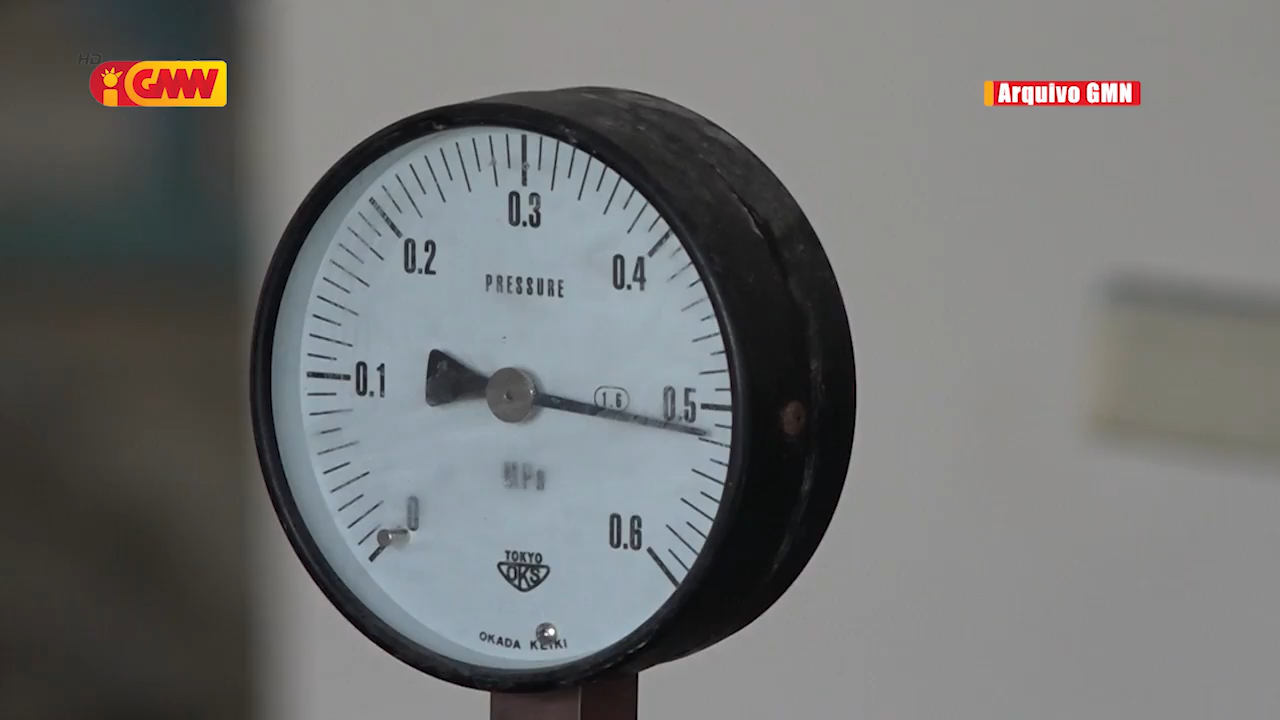 HD
GMN
Arquivo GMN
0.3
0.2
0.4
PRESSURE
0.1
1.6
0.5
MPa
0
0.6
TOKYO
OKS
OKADA KEIKI